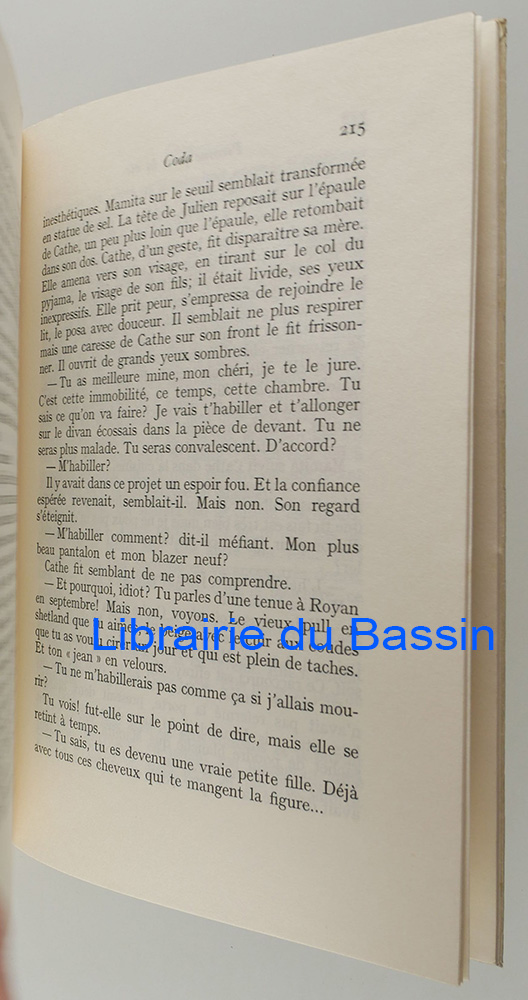 Coda
215
inesthétiques. Mamita sur le seuil semblait transformée
en statue de sel. La tête de Julien reposait sur l'épaule
de Cathe, un peu plus loin que l'épaule, elle retombait
dans son dos. Cathe, d'un geste, fit disparaître sa mère.
Elle amena vers son visage, en tirant sur le col du
pyjama, le visage de son fils; il était livide, ses yeux
inexpressifs. Elle prit peur, s'empressa de rejoindre le
lit, le posa avec douceur. Il semblait ne plus respirer
mais une caresse de Cathe sur son front le fit frisson-
ner. Il ouvrit de grands yeux sombres.
— Tu as meilleure mine, mon chéri, je te le jure.
C'est cette immobilité, ce temps, cette chambre. Tu
sais ce qu'on va faire? Je vais t'habiller et t'allonger
sur le divan écossais dans la pièce de devant. Tu ne
seras plus malade. Tu seras convalescent. D'accord?
— M'habiller?
Il y avait dans ce projet un espoir fou. Et la confiance
espérée revenait, semblait-il. Mais non. Son regard
s'éteignit.
— M'habiller comment? dit-il méfiant. Mon plus
beau pantalon et mon blazer neuf?
Cathe fit semblant de ne pas comprendre.
— Et pourquoi, idiot? Tu parles d'une tenue à Royan
en septembre! Mais non, voyons. Le vieux pull en
shetland que tu aimes, le beige avec le cuir aux coudes
que tu as voulu cirer un jour et qui est plein de taches.
Et ton « jean » en velours.
— Tu ne m'habillerais pas comme ça si j'allais mou-
rir?
Tu vois! fut-elle sur le point de dire, mais elle se
retint à temps.
— Tu sais, tu es devenu une vraie petite fille. Déjà
avec tous ces cheveux qui te mangent la figure...
Librairie du Bassin